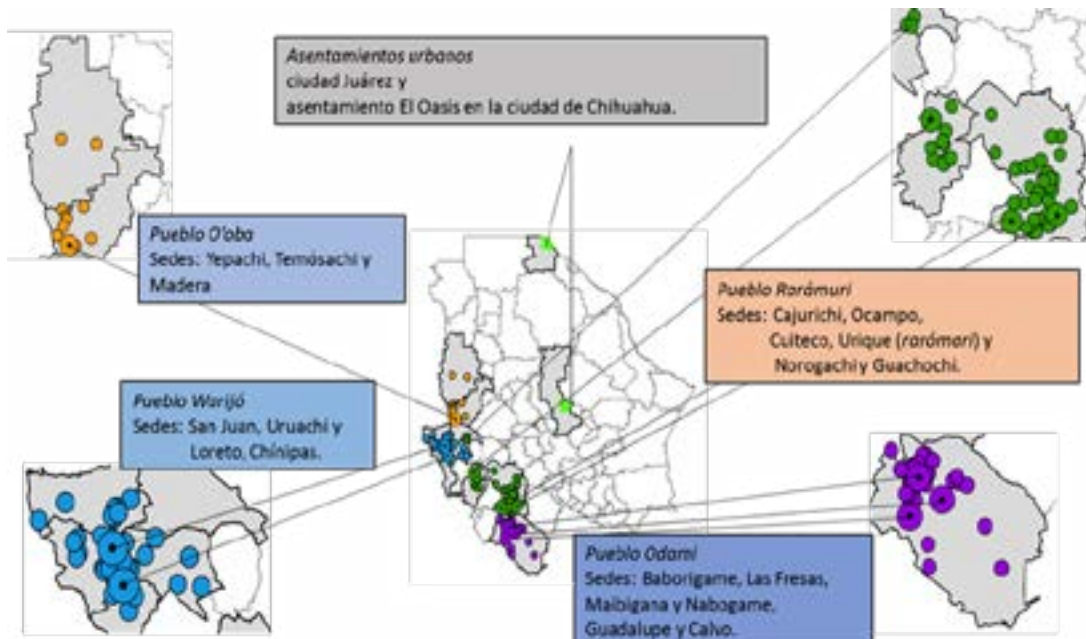 Asentamientos urbanos
ciudad Juárez y
asentamiento El Oasis en la ciudad de Chihuahua.
Pueblo O'oba
Sedes: Yepachi, Temósachi y
Madera
Pueblo Rarámuri
Sedes: Cajurichi, Ocampo,
Cuiteco, Urique (rarómari) y
Norogachi y Guachochi.
Pueblo Warijó
Sedes: San Juan, Uruachi y
Loreto, Chínipas.
Pueblo Odami
Sedes: Baborigame, Las Fresas,
Maibigana y Nabogame,
Guadalupe y Calvo.